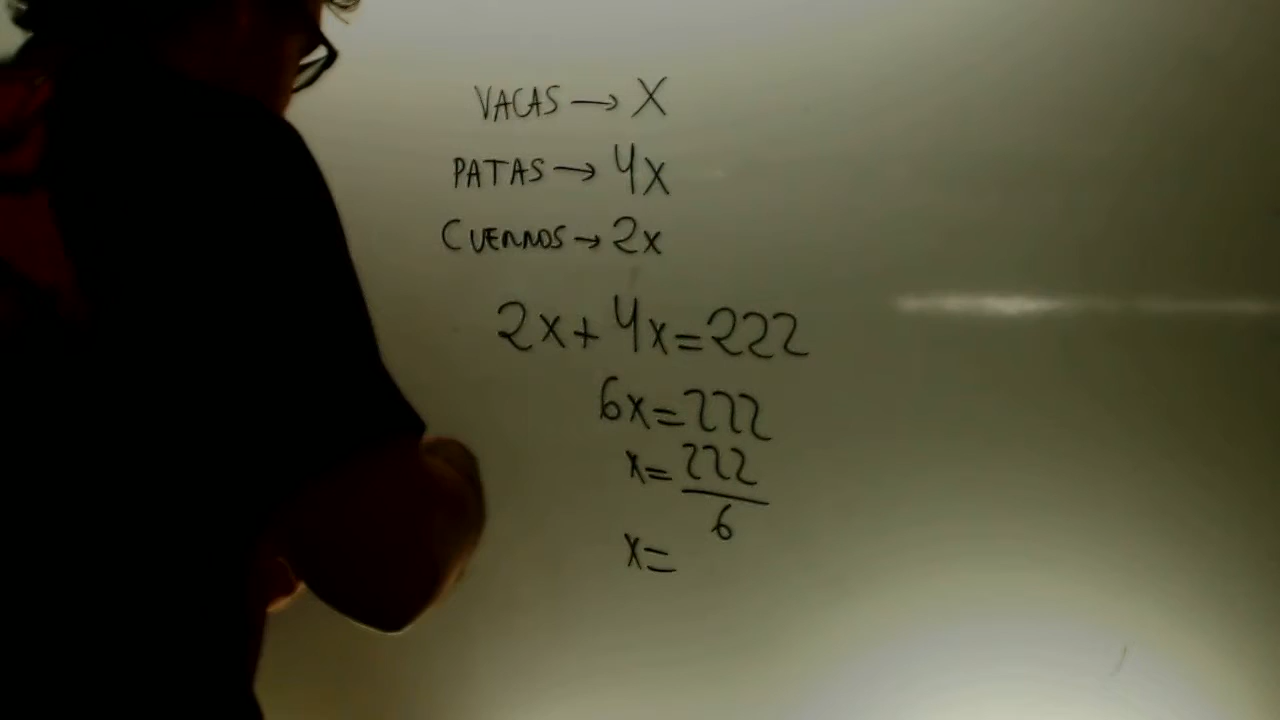 VACAS → X
PATAS → 4x
CUERNOS → 2x
2x + 4x = 222
6x = 222
x = 222
6
x =